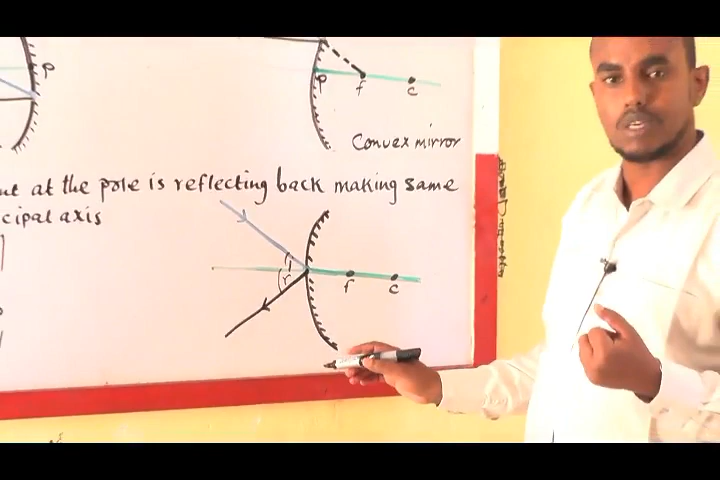 P
P f c
Convex mirror
at the pole is reflecting back making same
cipal axis
i
r f c